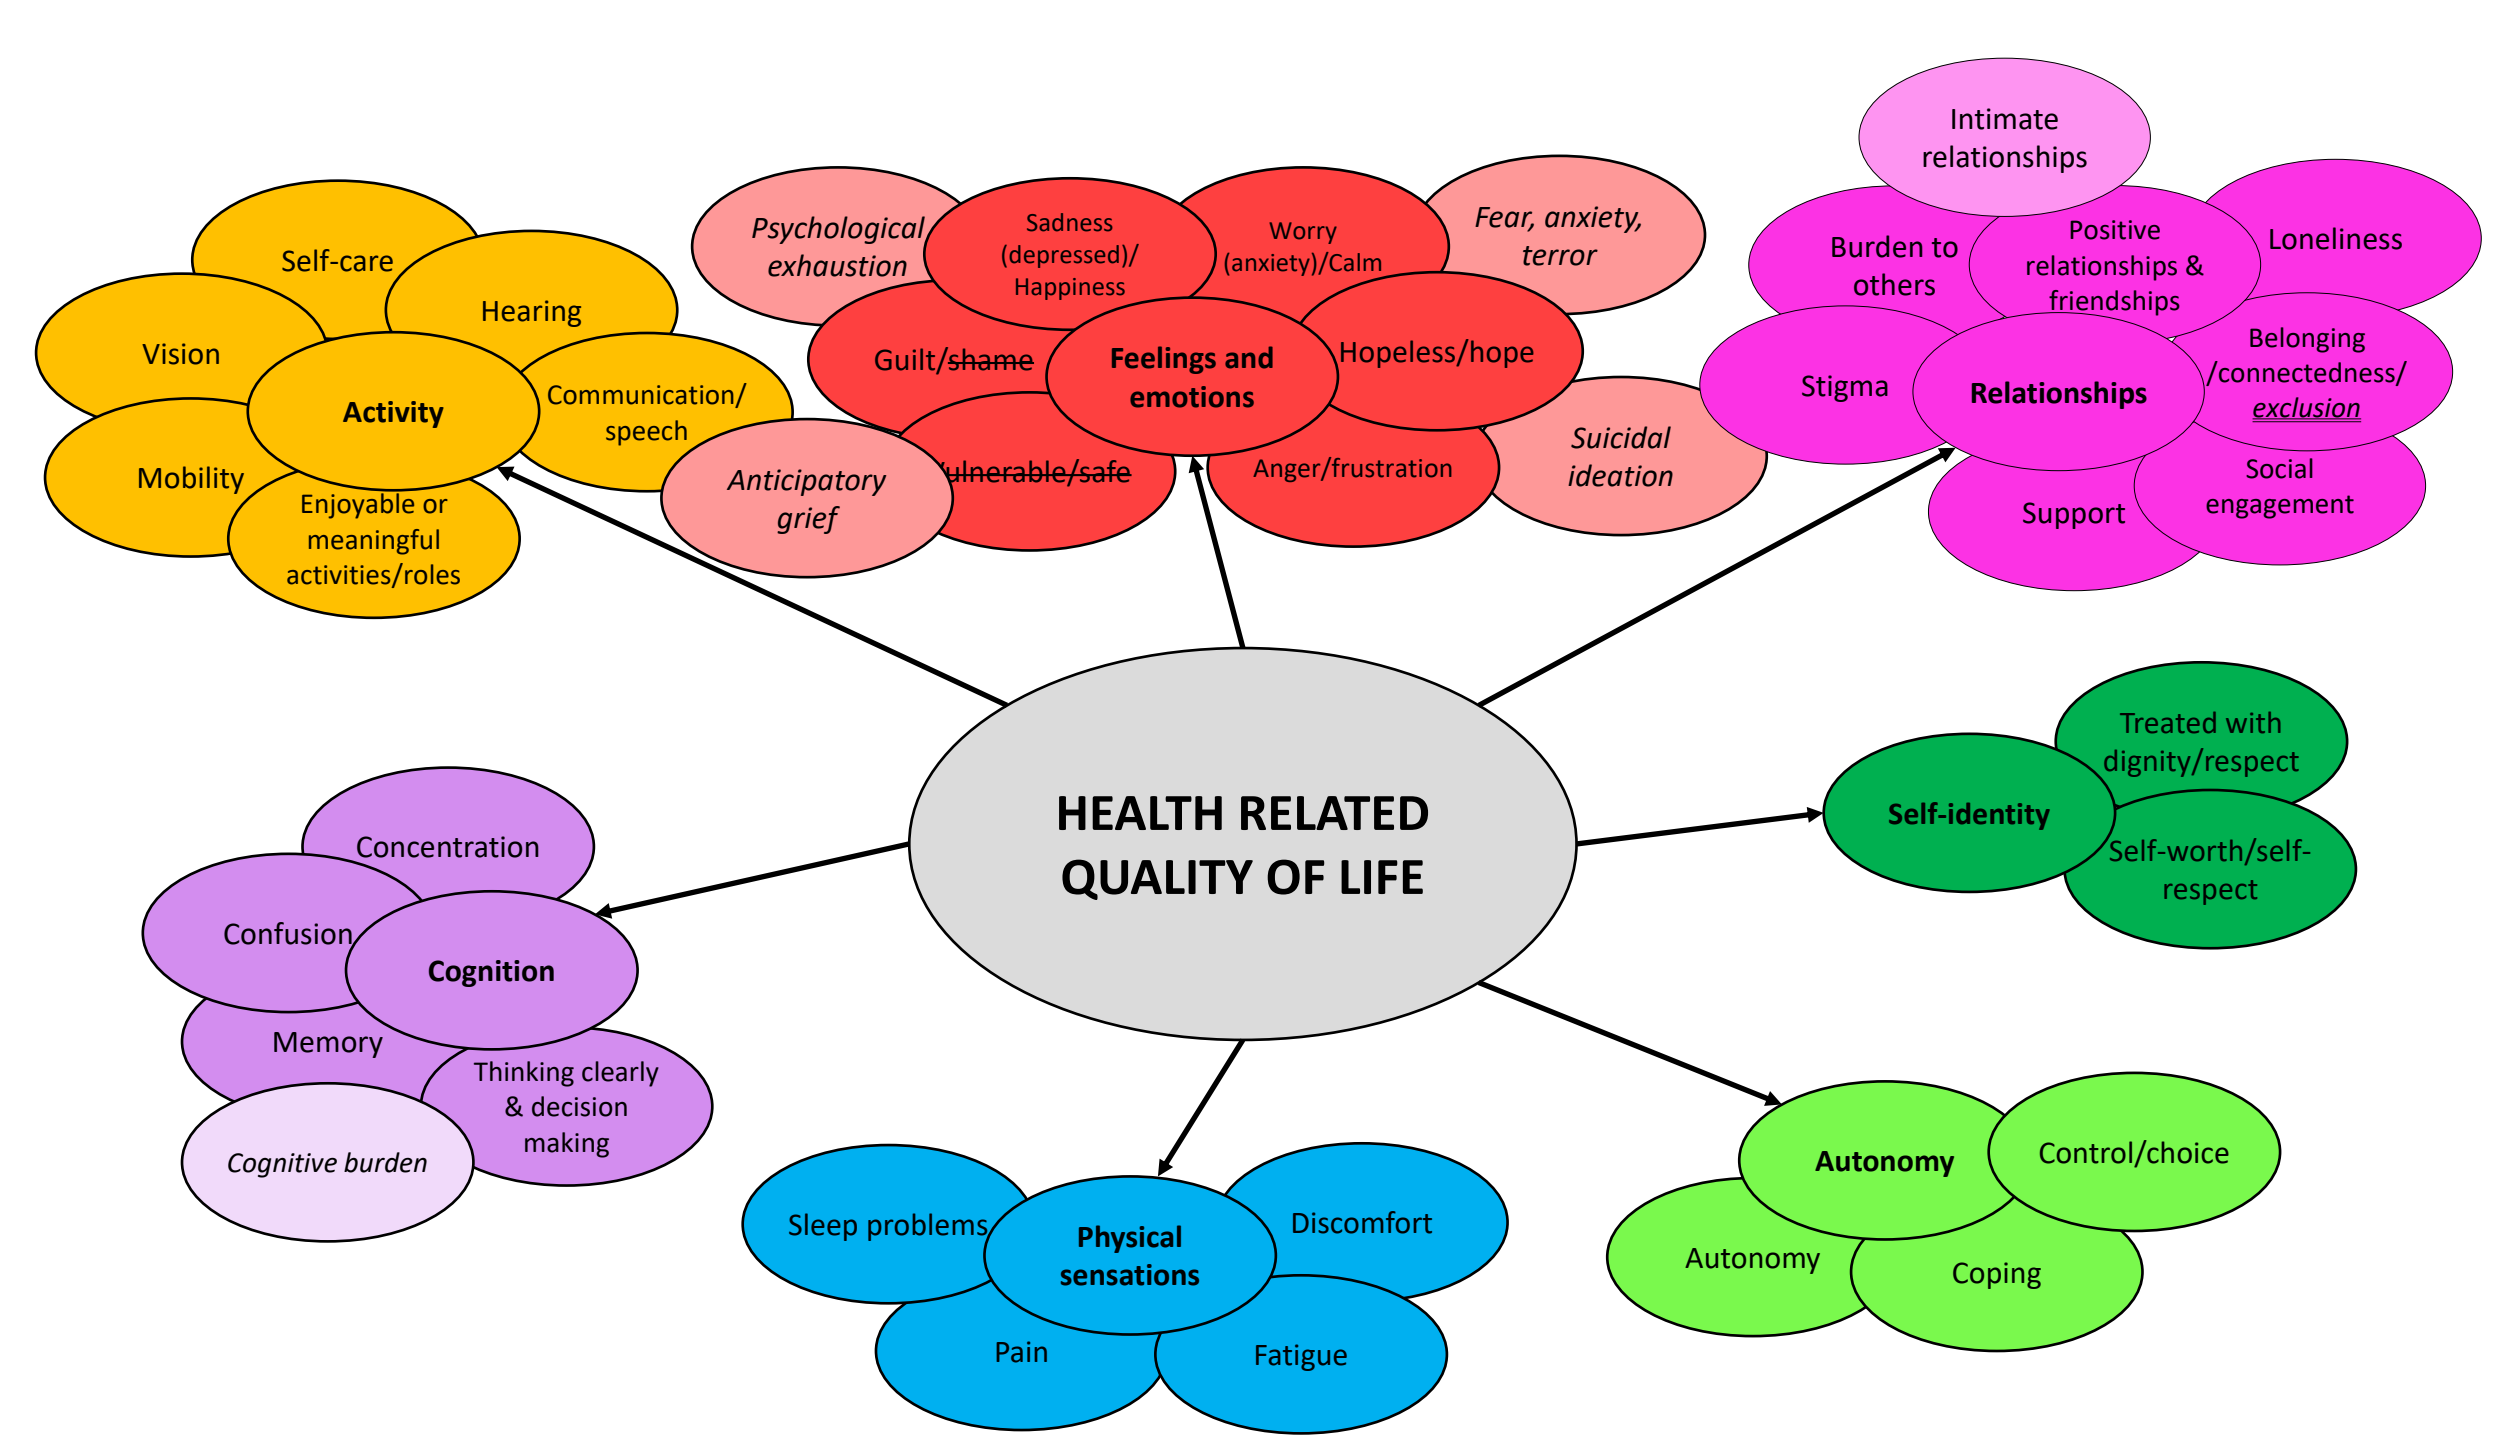 Self-care
Hearing
Vision
Activity
Communication/
speech
Mobility
Enjoyable or
meaningful
activities/roles
Psychological
exhaustion
Sadness
(depressed)/
Happiness
Worry
(anxiety)/Calm
Fear, anxiety,
terror
Guilt/shame
Feelings and
emotions
Hopeless/hope
Anticipatory
grief
Vulnerable/safe
Anger/frustration
Suicidal
ideation
Intimate
relationships
Burden to
others
Positive
relationships &
friendships
Loneliness
Stigma
Relationships
Belonging
/connectedness/
exclusion
Support
Social
engagement
HEALTH RELATED
QUALITY OF LIFE
Treated with
dignity/respect
Self-identity
Self-worth/self-
respect
Concentration
Confusion
Cognition
Memory
Thinking clearly
& decision
making
Cognitive burden
Sleep problems
Physical
sensations
Discomfort
Pain
Fatigue
Autonomy
Control/choice
Autonomy
Coping